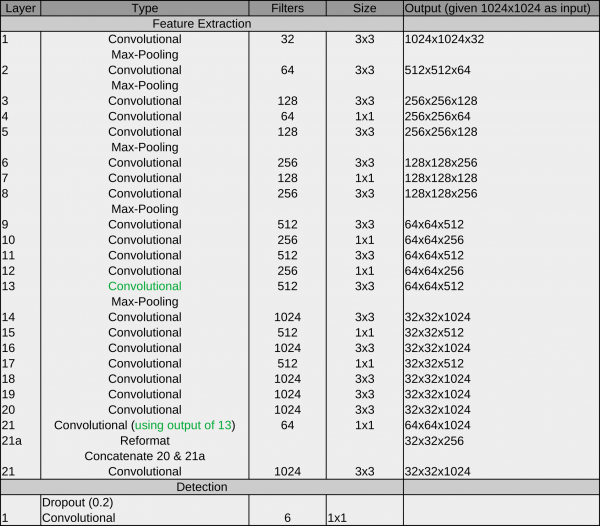 Layer Type Filters Size Output (given 1024x1024 as input)
Feature Extraction
1 Convolutional 32 3x3 1024x1024x32
Max-Pooling
2 Convolutional 64 3x3 512x512x64
Max-Pooling
3 Convolutional 128 3x3 256x256x128
4 Convolutional 64 1x1 256x256x64
5 Convolutional 128 3x3 256x256x128
Max-Pooling
6 Convolutional 256 3x3 128x128x256
7 Convolutional 128 1x1 128x128x128
8 Convolutional 256 3x3 128x128x256
Max-Pooling
9 Convolutional 512 3x3 64x64x512
10 Convolutional 256 1x1 64x64x256
11 Convolutional 512 3x3 64x64x512
12 Convolutional 256 1x1 64x64x256
13 Convolutional 512 3x3 64x64x512
Max-Pooling
14 Convolutional 1024 3x3 32x32x1024
15 Convolutional 512 1x1 32x32x512
16 Convolutional 1024 3x3 32x32x1024
17 Convolutional 512 1x1 32x32x512
18 Convolutional 1024 3x3 32x32x1024
19 Convolutional 1024 3x3 32x32x1024
20 Convolutional 1024 3x3 32x32x1024
21 Convolutional (using output of 13) 64 1x1 64x64x1024
21a Reformat 32x32x256
Concatenate 20 & 21a
21 Convolutional 1024 3x3 32x32x1024
Detection
Dropout (0.2)
1 Convolutional 6 1x1